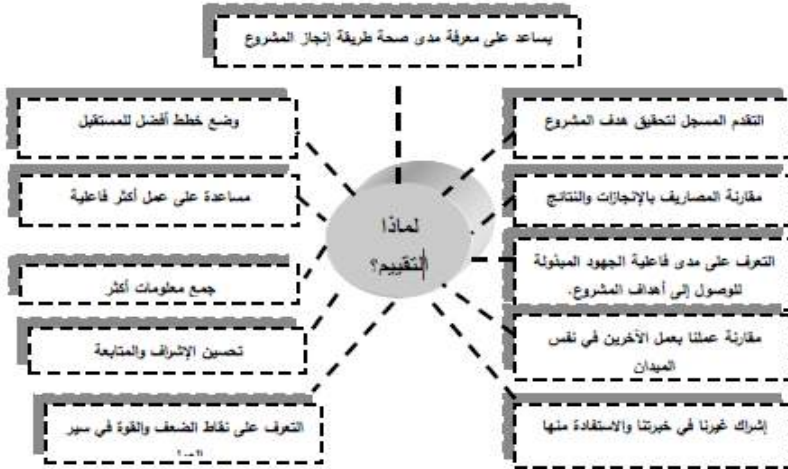 يساعد على معرفة مدى صحة طريقة إنجاز المشروع
التقدم المسجل لتحقيق هدف المشروع
مقارنة المصاريف بالإنجازات والنتائج
التعرف على مدى فاعلية الجهود المبذولة
للوصول إلى أهداف المشروع.
مقارنة عملنا بعمل الآخرين في نفس
الميدان
إشراك غيرنا في خبرتنا والاستفادة منها
لماذا
التقييم؟
وضع خطط أفضل للمستقبل
مساعدة على عمل أكثر فاعلية
جمع معلومات أكثر
تحسين الإشراف والمتابعة
التعرف على نقاط الضعف والقوة في سير